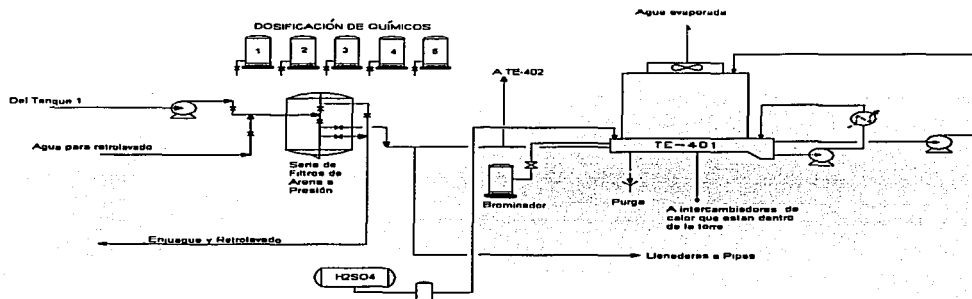 DOSIFICACIÓN DE QUÍMICOS
1
2
3
4
5
Agua evaporada
A TE-402
Del Tanque 1
Agua para retrolavado
Serie de
Filtros de
Arena a
Presión
TE-401
Brominador
Purga
A intercambiadores de
calor que estan dentro
de la torre
Enjuague y Retrolavado
Llenaderas a Pipas
H2SO4